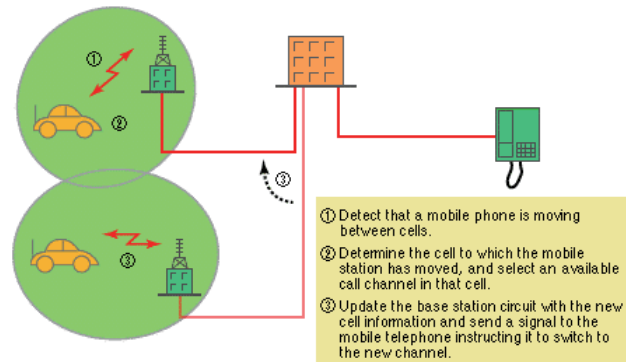 ①
②
③
③
① Detect that a mobile phone is moving
between cells.
② Determine the cell to which the mobile
station has moved, and select an available
call channel in that cell.
③ Update the base station circuit with the new
cell information and send a signal to the
mobile telephone instructing it to switch to
the new channel.